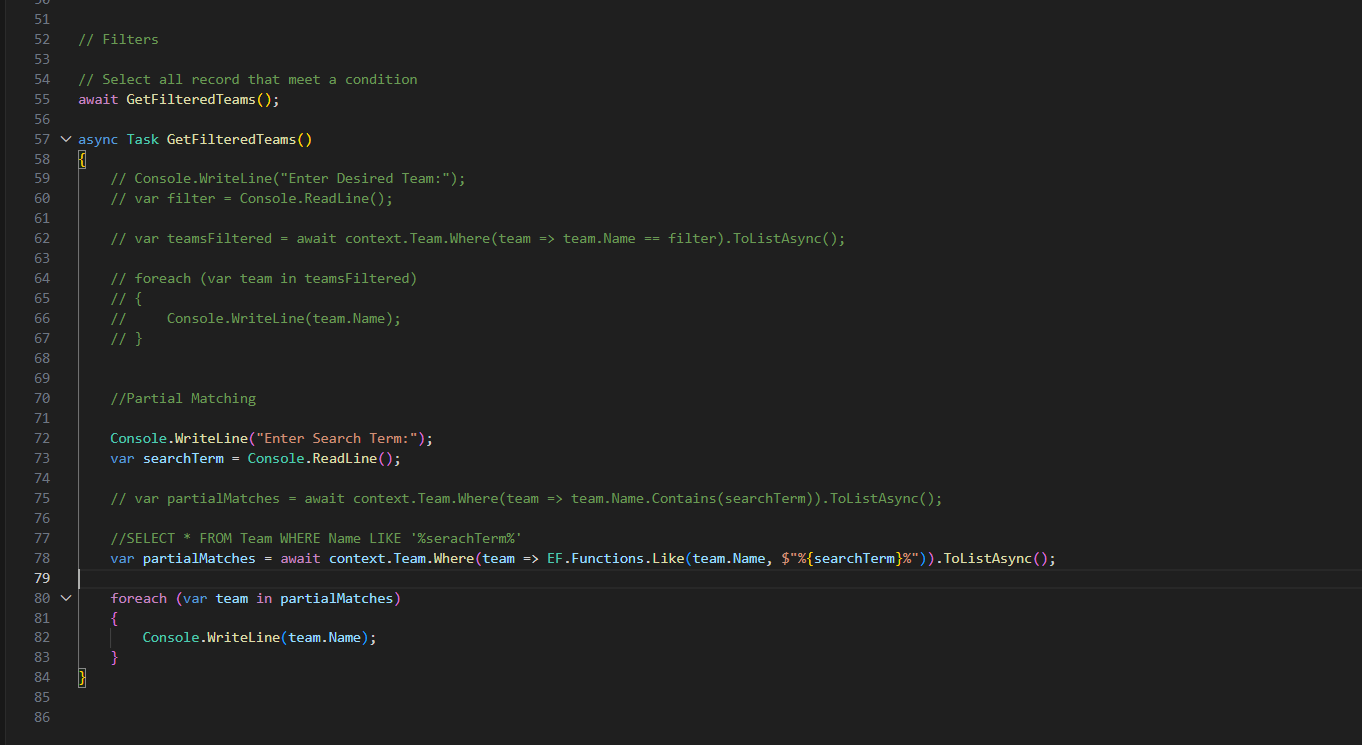 51
52 // Filters
53
54 // Select all record that meet a condition
55 await GetFilteredTeams();
56
57 async Task GetFilteredTeams()
58 {
59 // Console.WriteLine("Enter Desired Team:");
60 // var filter = Console.ReadLine();
61
62 // var teamsFiltered = await context.Team.Where(team => team.Name == filter).ToListAsync();
63
64 // foreach (var team in teamsFiltered)
65 // {
66 //     Console.WriteLine(team.Name);
67 // }
68
69
70 //Partial Matching
71
72 Console.WriteLine("Enter Search Term:");
73 var searchTerm = Console.ReadLine();
74
75 // var partialMatches = await context.Team.Where(team => team.Name.Contains(searchTerm)).ToListAsync();
76
77 //SELECT * FROM Team WHERE Name LIKE '%serachTerm%'
78 var partialMatches = await context.Team.Where(team => EF.Functions.Like(team.Name, $"%{searchTerm}%")).ToListAsync();
79
80 foreach (var team in partialMatches)
81 {
82 Console.WriteLine(team.Name);
83 }
84 }
85
86